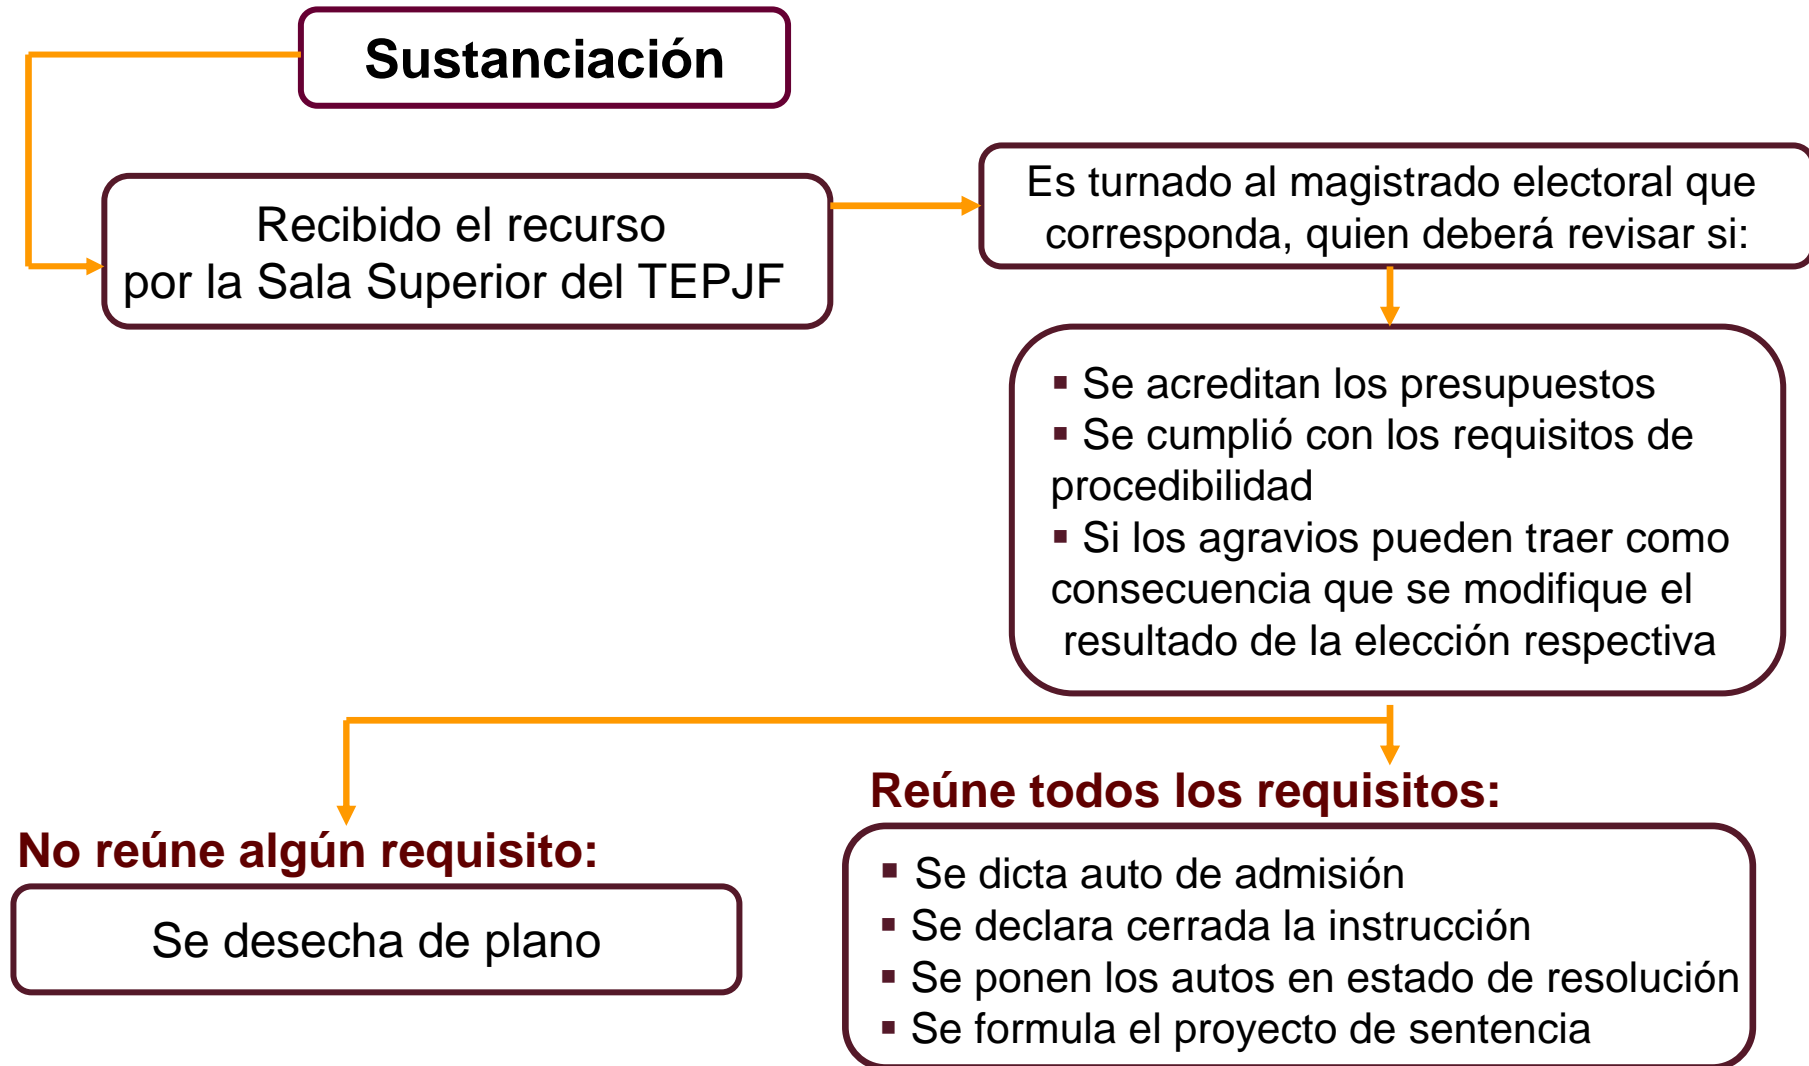 Sustanciación
Recibido el recurso
por la Sala Superior del TEPJF
Es turnado al magistrado electoral que
corresponda, quien deberá revisar si:
▪ Se acreditan los presupuestos
▪ Se cumplió con los requisitos de
procedibilidad
▪ Si los agravios pueden traer como
consecuencia que se modifique el
resultado de la elección respectiva
No reúne algún requisito:
Se desecha de plano
Reúne todos los requisitos:
▪ Se dicta auto de admisión
▪ Se declara cerrada la instrucción
▪ Se ponen los autos en estado de resolución
▪ Se formula el proyecto de sentencia